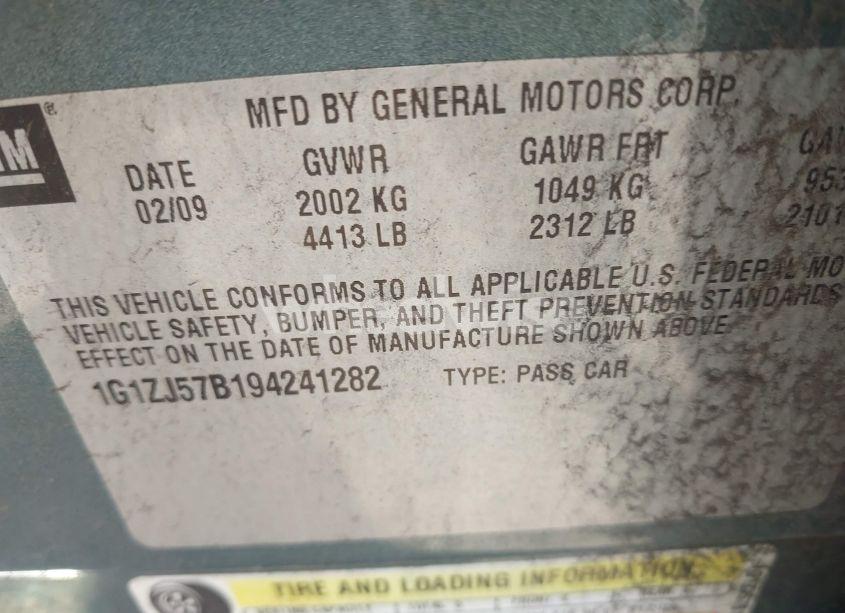 MFD BY GENERAL MOTORS CORP.
DATE GVWR GAWR FRT
02/09 2002 KG 1049 KG
4413 LB 2312 LB
THIS VEHICLE CONFORMS TO ALL APPLICABLE U.S. FEDERAL
VEHICLE SAFETY, BUMPER, AND THEFT PREVENTION STANDARDS
EFFECT ON THE DATE OF MANUFACTURE SHOWN ABOVE
1G1ZJ57B194241282 TYPE: PASS CAR
TIRE AND LOADING INFORMATION